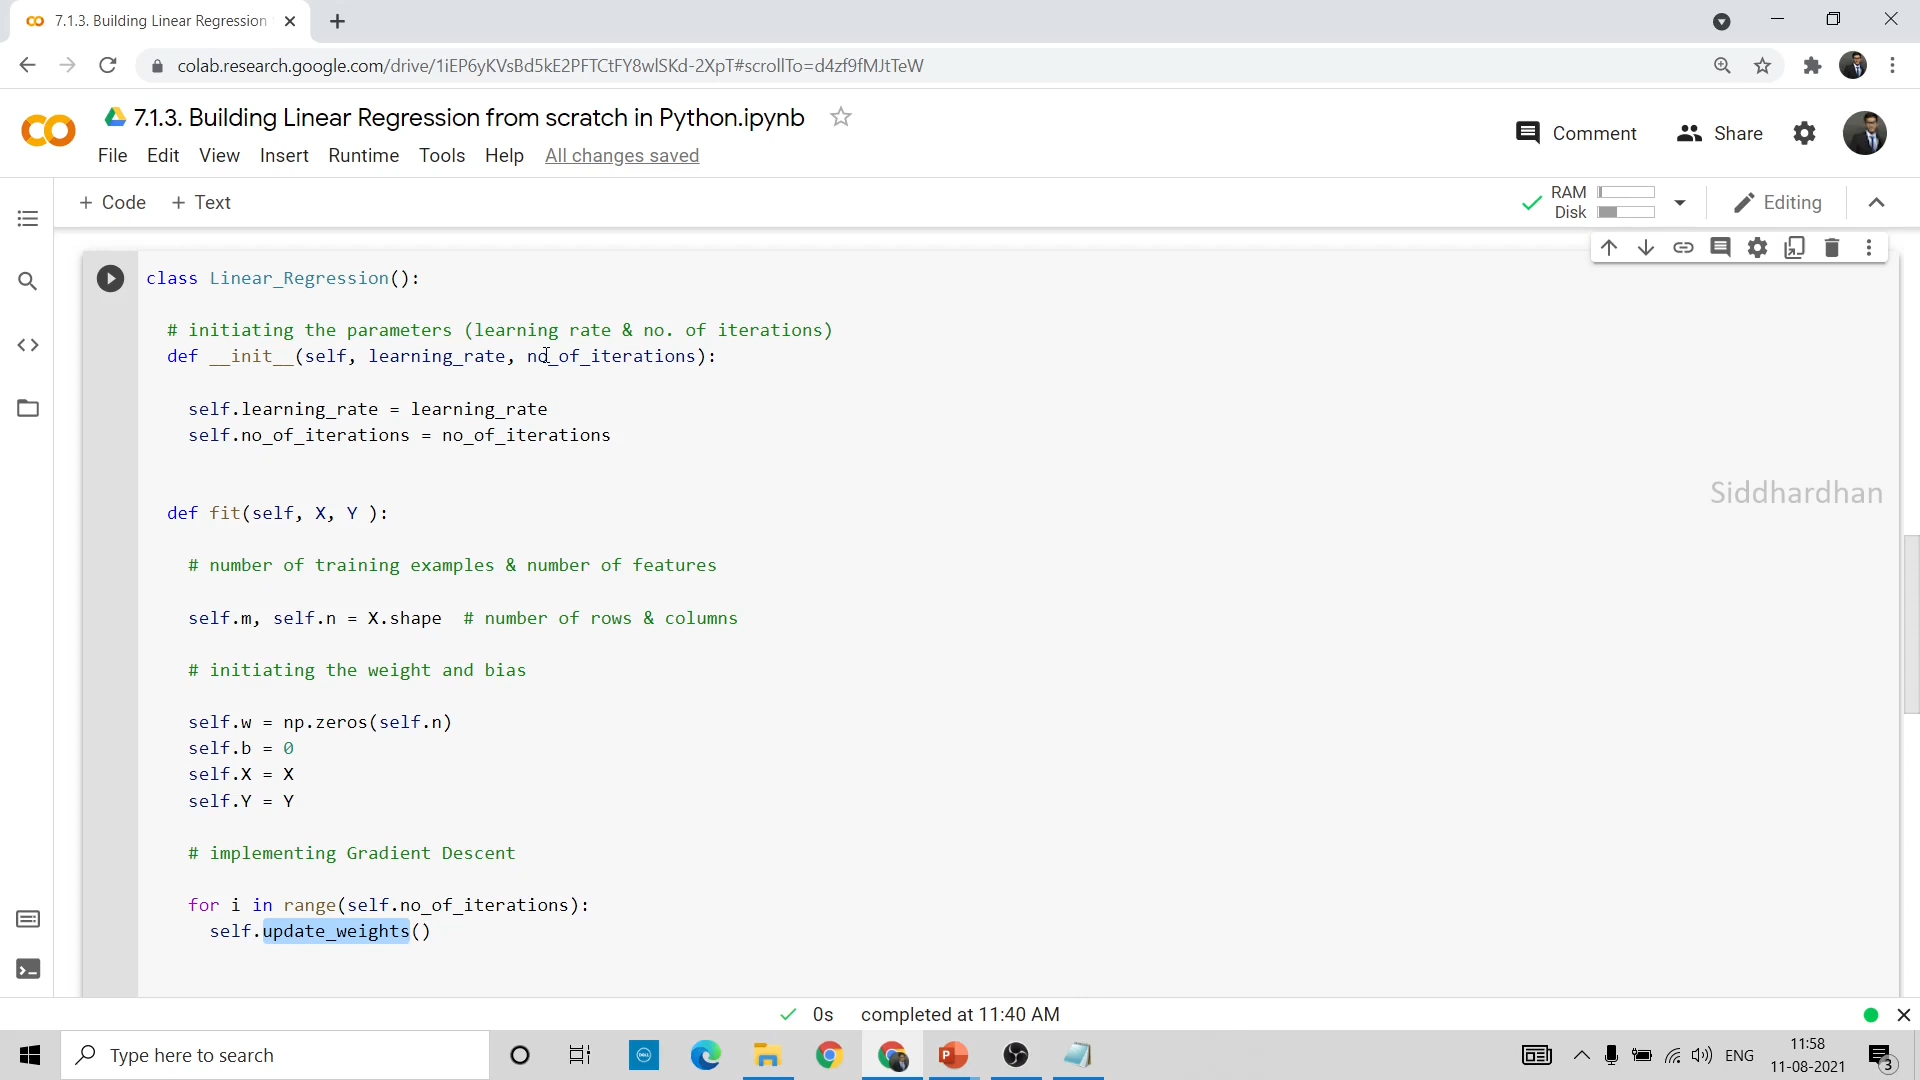 7.1.3. Building Linear Regression
colab.research.google.com/drive/1iEP6yKVsBd5kE2PFTCtFY8wlSKd-2XpT#scrollTo=d4zf9fMJtTeW
7.1.3. Building Linear Regression from scratch in Python.ipynb
Comment Share
File Edit View Insert Runtime Tools Help All changes saved
+ Code + Text
RAM
Disk
Editing
class Linear_Regression():
# initiating the parameters (learning rate & no. of iterations)
def __init__(self, learning_rate, no_of_iterations):
self.learning_rate = learning_rate
self.no_of_iterations = no_of_iterations
Siddhardhan
def fit(self, X, Y ):
# number of training examples & number of features
self.m, self.n = X.shape # number of rows & columns
# initiating the weight and bias
self.w = np.zeros(self.n)
self.b = 0
self.X = X
self.Y = Y
# implementing Gradient Descent
for i in range(self.no_of_iterations):
self.update_weights()
0s completed at 11:40 AM
Type here to search
DELL
ENG
11:58
11-08-2021
3